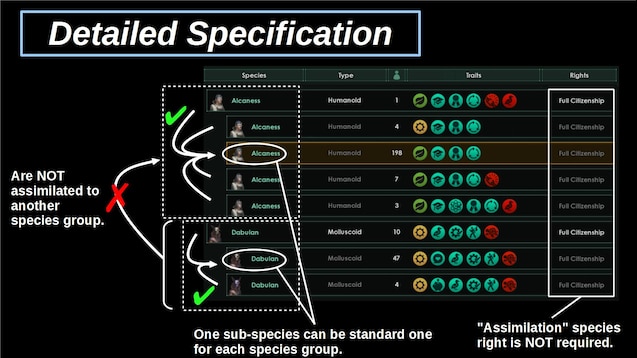 Detailed Specification
Species Type Traits Rights
Alcaness Humanoid 1 Full Citizenship
Alcaness Humanoid 4 Full Citizenship
Alcaness Humanoid 198 Full Citizenship
Alcaness Humanoid 7 Full Citizenship
Alcaness Humanoid 3 Full Citizenship
Dabulan Molluscoid 10 Full Citizenship
Dabulan Molluscoid 47 Full Citizenship
Dabulan Molluscoid 4 Full Citizenship
Are NOT
assimilated to
another
species group.
One sub-species can be standard one
for each species group.
"Assimilation" species
right is NOT required.